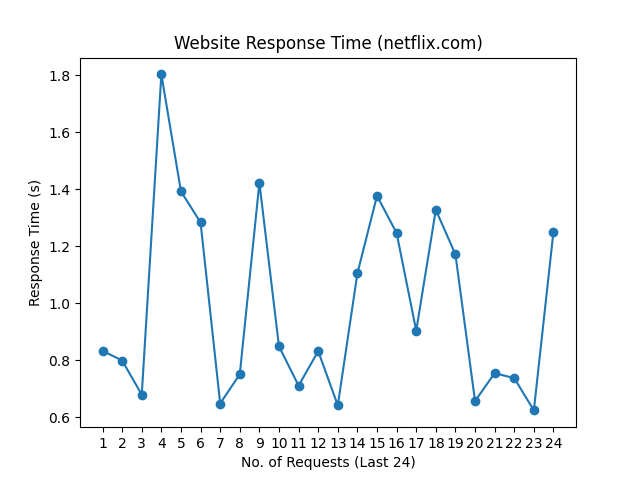 Website Response Time (netflix.com)
1.8
1.6
1.4
1.2
1.0
0.8
0.6
Response Time (s)
1 2 3 4 5 6 7 8 9 10 11 12 13 14 15 16 17 18 19 20 21 22 23 24
No. of Requests (Last 24)